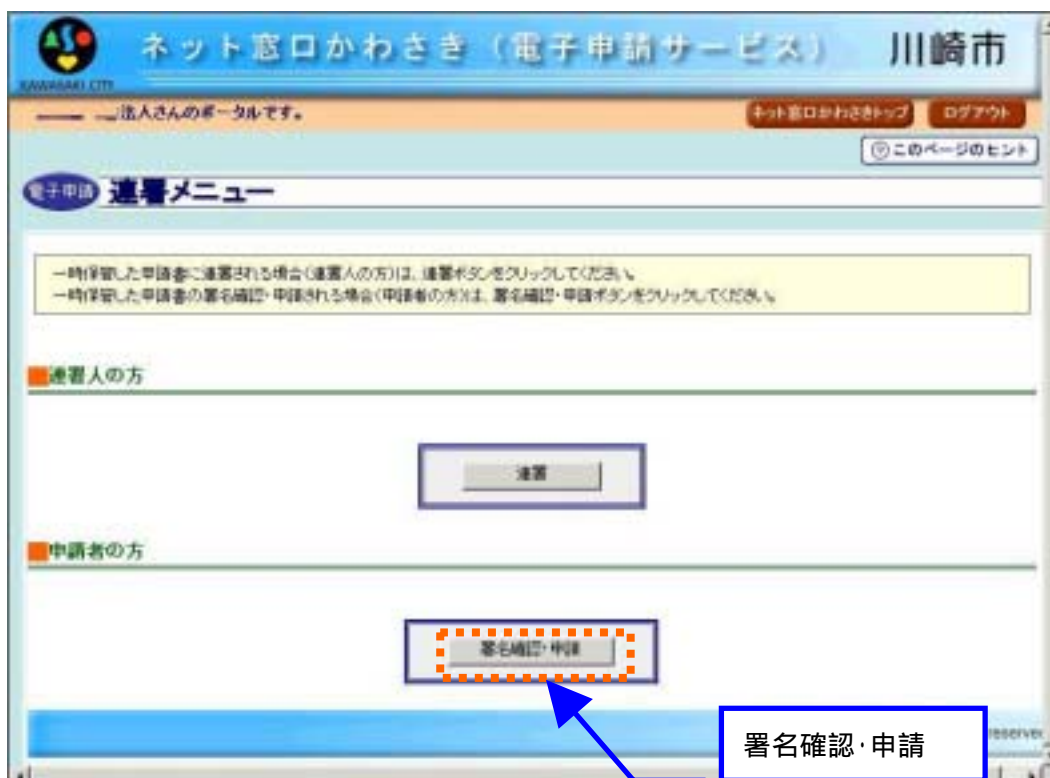 ネット窓口かわさき(電子申請サービス) 川崎市
KAWASAKI CITY
法人さんのポータルです。 ネット窓口かわさきトップ ログアウト
このページのヒント
電子申請 連署メニュー
一時保留した申請書に連署される場合(連署人の方)は、連署ボタンをクリックしてください。
一時保留した申請書の署名確認・申請される場合(申請者の方)は、署名確認・申請ボタンをクリックしてください。
連署人の方
連署
申請者の方
署名確認・申請
署名確認・申請
reserved